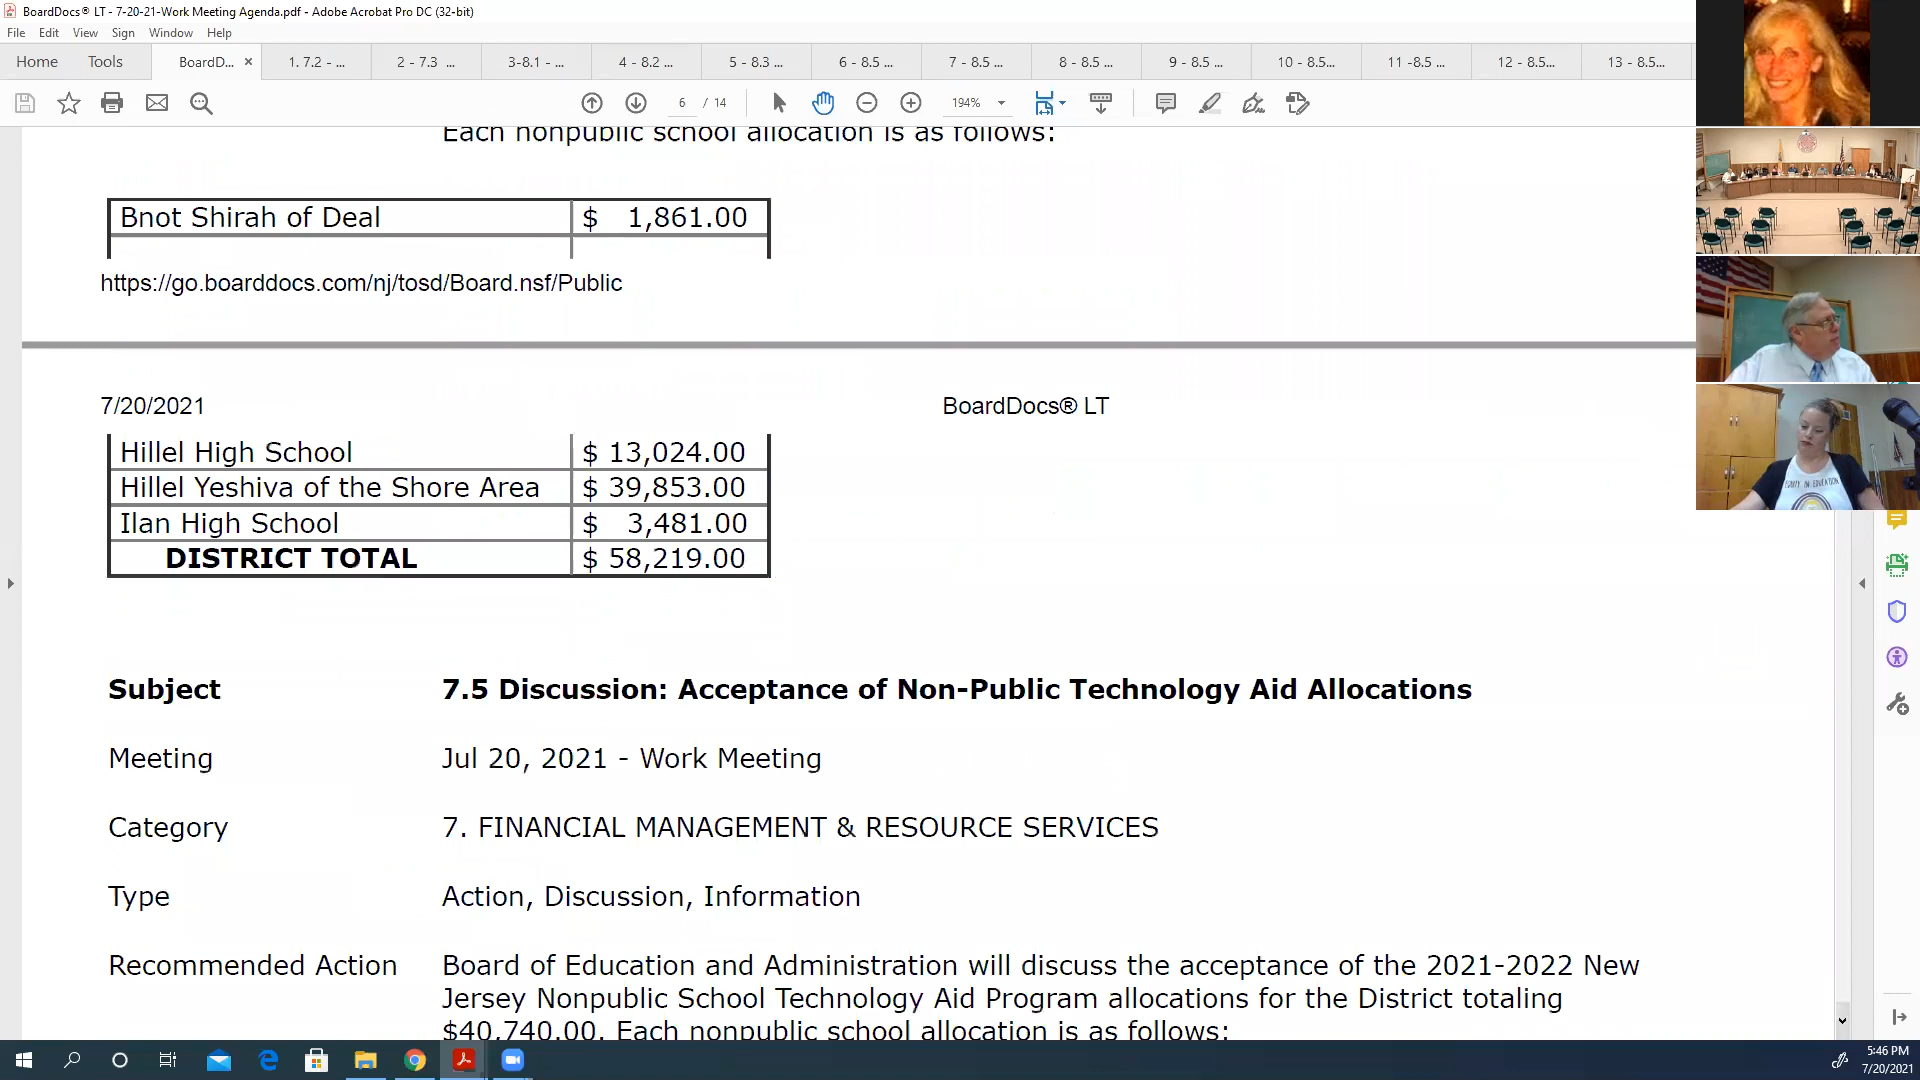 BoardDocs® LT - 7-20-21-Work Meeting Agenda.pdf - Adobe Acrobat Pro DC (32-bit)
File Edit View Sign Window Help
Home Tools BoardD... × 1. 7.2 - ... 2 - 7.3 ... 3-8.1 - ... 4 - 8.2 ... 5 - 8.3 ... 6 - 8.5 ... 7 - 8.5 ... 8 - 8.5 ... 9 - 8.5 ... 10 - 8.5... 11 -8.5 ... 12 - 8.5... 13 - 8.5...
6 / 14 194%
Each nonpublic school allocation is as follows:
Bnot Shirah of Deal $ 1,861.00
https://go.boarddocs.com/nj/tosd/Board.nsf/Public
7/20/2021 BoardDocs® LT
Hillel High School $ 13,024.00
Hillel Yeshiva of the Shore Area $ 39,853.00
Ilan High School $ 3,481.00
DISTRICT TOTAL $ 58,219.00
Subject 7.5 Discussion: Acceptance of Non-Public Technology Aid Allocations
Meeting Jul 20, 2021 - Work Meeting
Category 7. FINANCIAL MANAGEMENT & RESOURCE SERVICES
Type Action, Discussion, Information
Recommended Action Board of Education and Administration will discuss the acceptance of the 2021-2022 New
Jersey Nonpublic School Technology Aid Program allocations for the District totaling
$40,740.00. Each nonpublic school allocation is as follows:
5:46 PM
7/20/2021